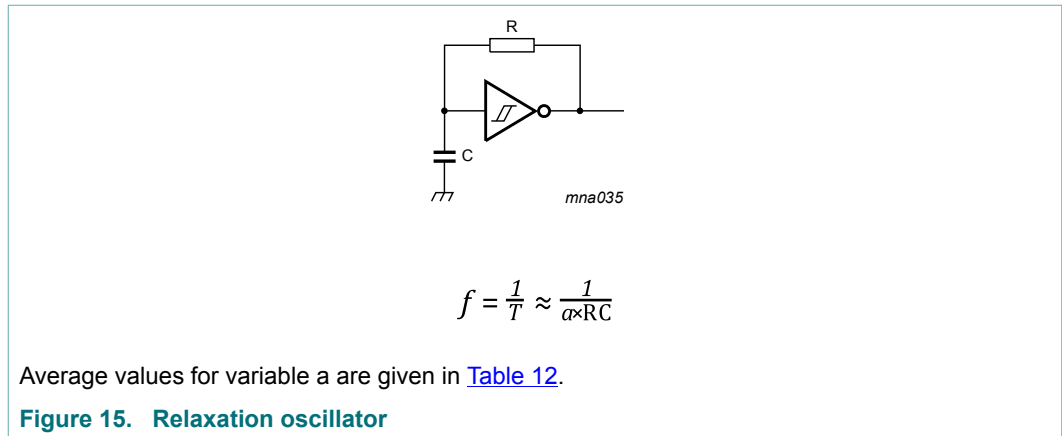 R
C
mna035
f = 1/T ≈ 1/a×RC
Average values for variable a are given in Table 12.
Figure 15. Relaxation oscillator